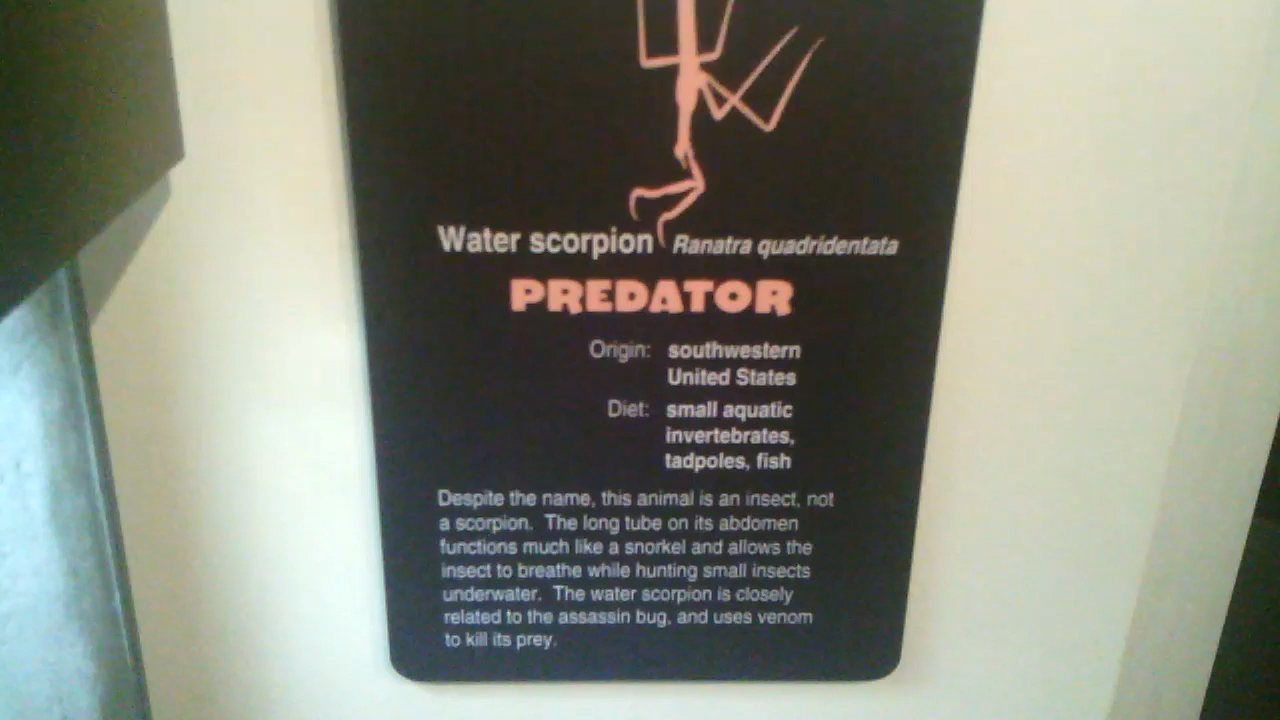 Water scorpion Ranatra quadridentata
PREDATOR
Origin: southwestern
United States
Diet: small aquatic
invertebrates,
tadpoles, fish
Despite the name, this animal is an insect, not
a scorpion. The long tube on its abdomen
functions much like a snorkel and allows the
insect to breathe while hunting small insects
underwater. The water scorpion is closely
related to the assassin bug, and uses venom
to kill its prey.